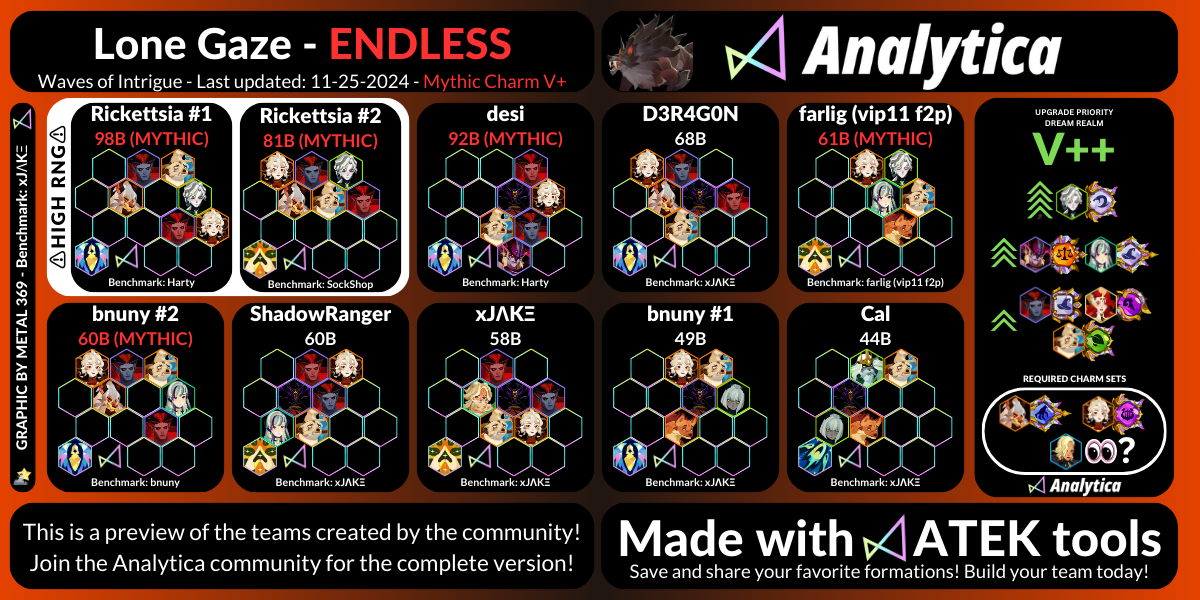 Lone Gaze - ENDLESS
Waves of Intrigue - Last updated: 11-25-2024 - Mythic Charm V+
Analytica
GRAPHIC BY METAL 369 - Benchmark: xJΛKΞ
⚠HIGH RNG⚠
Rickettsia #1
98B (MYTHIC)
Benchmark: Harty
Rickettsia #2
81B (MYTHIC)
Benchmark: SockShop
desi
92B (MYTHIC)
Benchmark: Harty
D3R4G0N
68B
Benchmark: xJΛKΞ
farlig (vip11 f2p)
61B (MYTHIC)
Benchmark: farlig (vip11 f2p)
bnuny #2
60B (MYTHIC)
Benchmark: bnuny
ShadowRanger
60B
Benchmark: xJΛKΞ
xJΛKΞ
58B
Benchmark: xJΛKΞ
bnuny #1
49B
Benchmark: xJΛKΞ
Cal
44B
Benchmark: xJΛKΞ
UPGRADE PRIORITY
DREAM REALM
V++
REQUIRED CHARM SETS
?
Analytica
This is a preview of the teams created by the community!
Join the Analytica community for the complete version!
Made with ATEK tools
Save and share your favorite formations! Build your team today!